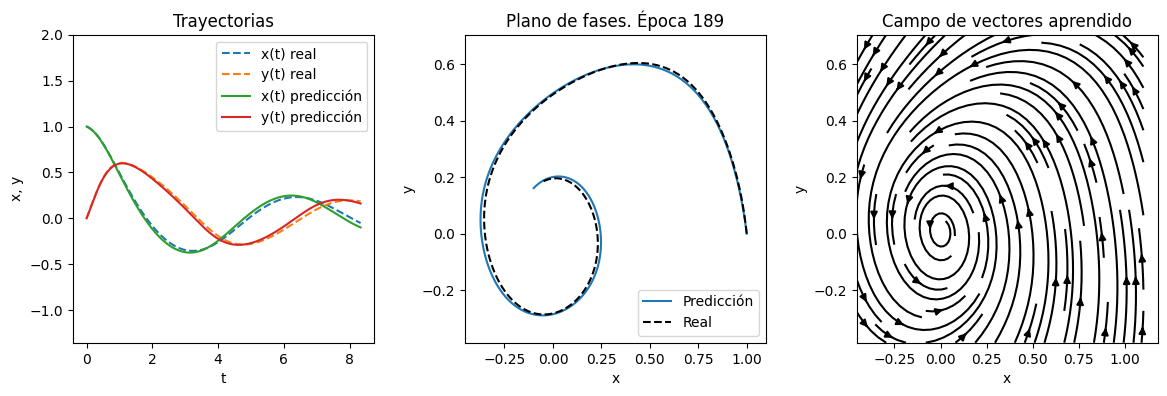 Trayectorias
2.0
1.5
1.0
0.5
0.0
−0.5
−1.0
x, y
0
2
4
6
8
t
x(t) real
y(t) real
x(t) predicción
y(t) predicción
Plano de fases. Época 189
0.6
0.4
0.2
0.0
−0.2
y
−0.25
0.00
0.25
0.50
0.75
1.00
x
Predicción
Real
Campo de vectores aprendido
0.6
0.4
0.2
0.0
−0.2
y
−0.25
0.00
0.25
0.50
0.75
1.00
x